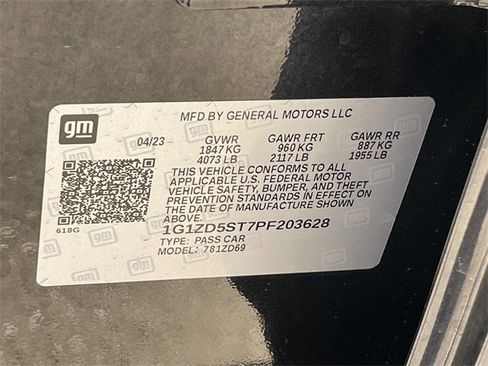 gm
MFD BY GENERAL MOTORS LLC
04/23 GVWR GAWR FRT GAWR RR
1847 KG 960 KG 887 KG
4073 LB 2117 LB 1955 LB
THIS VEHICLE CONFORMS TO ALL
APPLICABLE U.S. FEDERAL MOTOR
VEHICLE SAFETY, BUMPER, AND THEFT
PREVENTION STANDARDS IN EFFECT ON
THE DATE OF MANUFACTURE SHOWN
ABOVE.
618G
1G1ZD5ST7PF203628
TYPE: PASS CAR
MODEL: 781ZD69